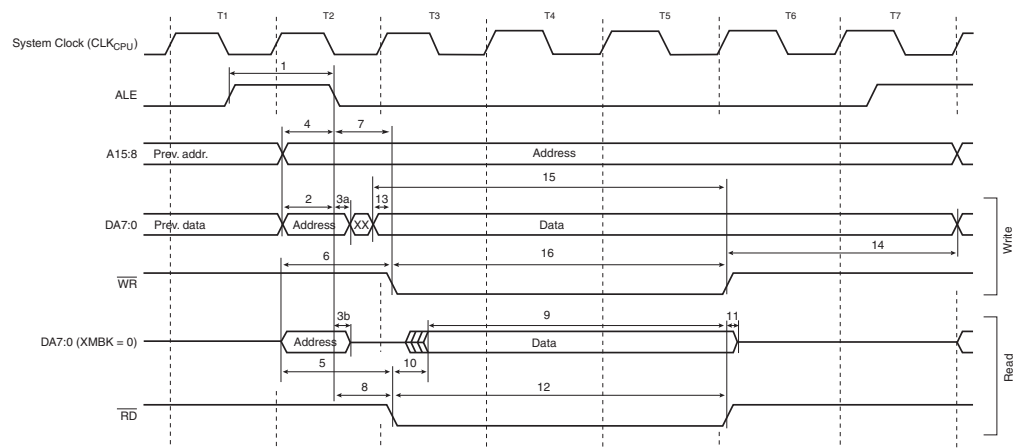 T1 T2 T3 T4 T5 T6 T7
System Clock (CLKCPU)
1
ALE
4 7
A15:8 Prev. addr. Address
15
2 3a 13
DA7:0 Prev. data Address XX Data
14
6 16
WR
Write
3b 9 11
DA7:0 (XMBK = 0) Address Data
5 10
8 12
RD
Read